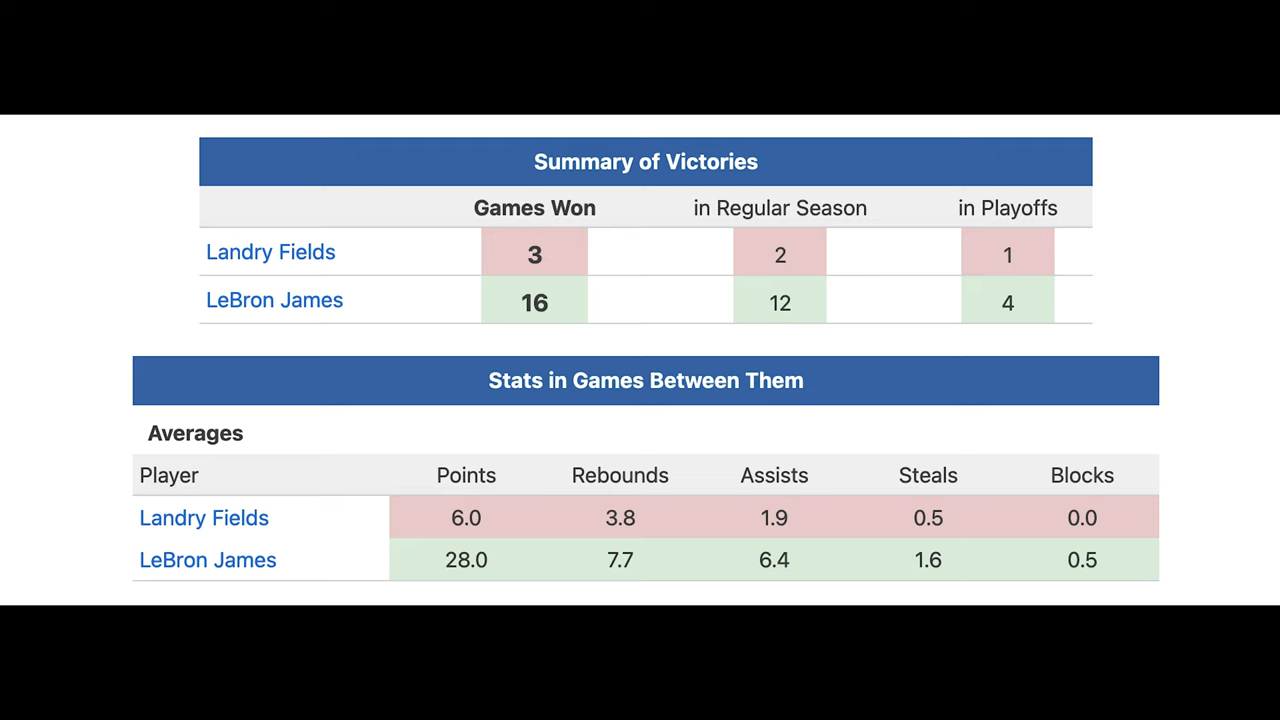 Summary of Victories
Games Won in Regular Season in Playoffs
Landry Fields 3 2 1
LeBron James 16 12 4
Stats in Games Between Them
Averages
Player Points Rebounds Assists Steals Blocks
Landry Fields 6.0 3.8 1.9 0.5 0.0
LeBron James 28.0 7.7 6.4 1.6 0.5